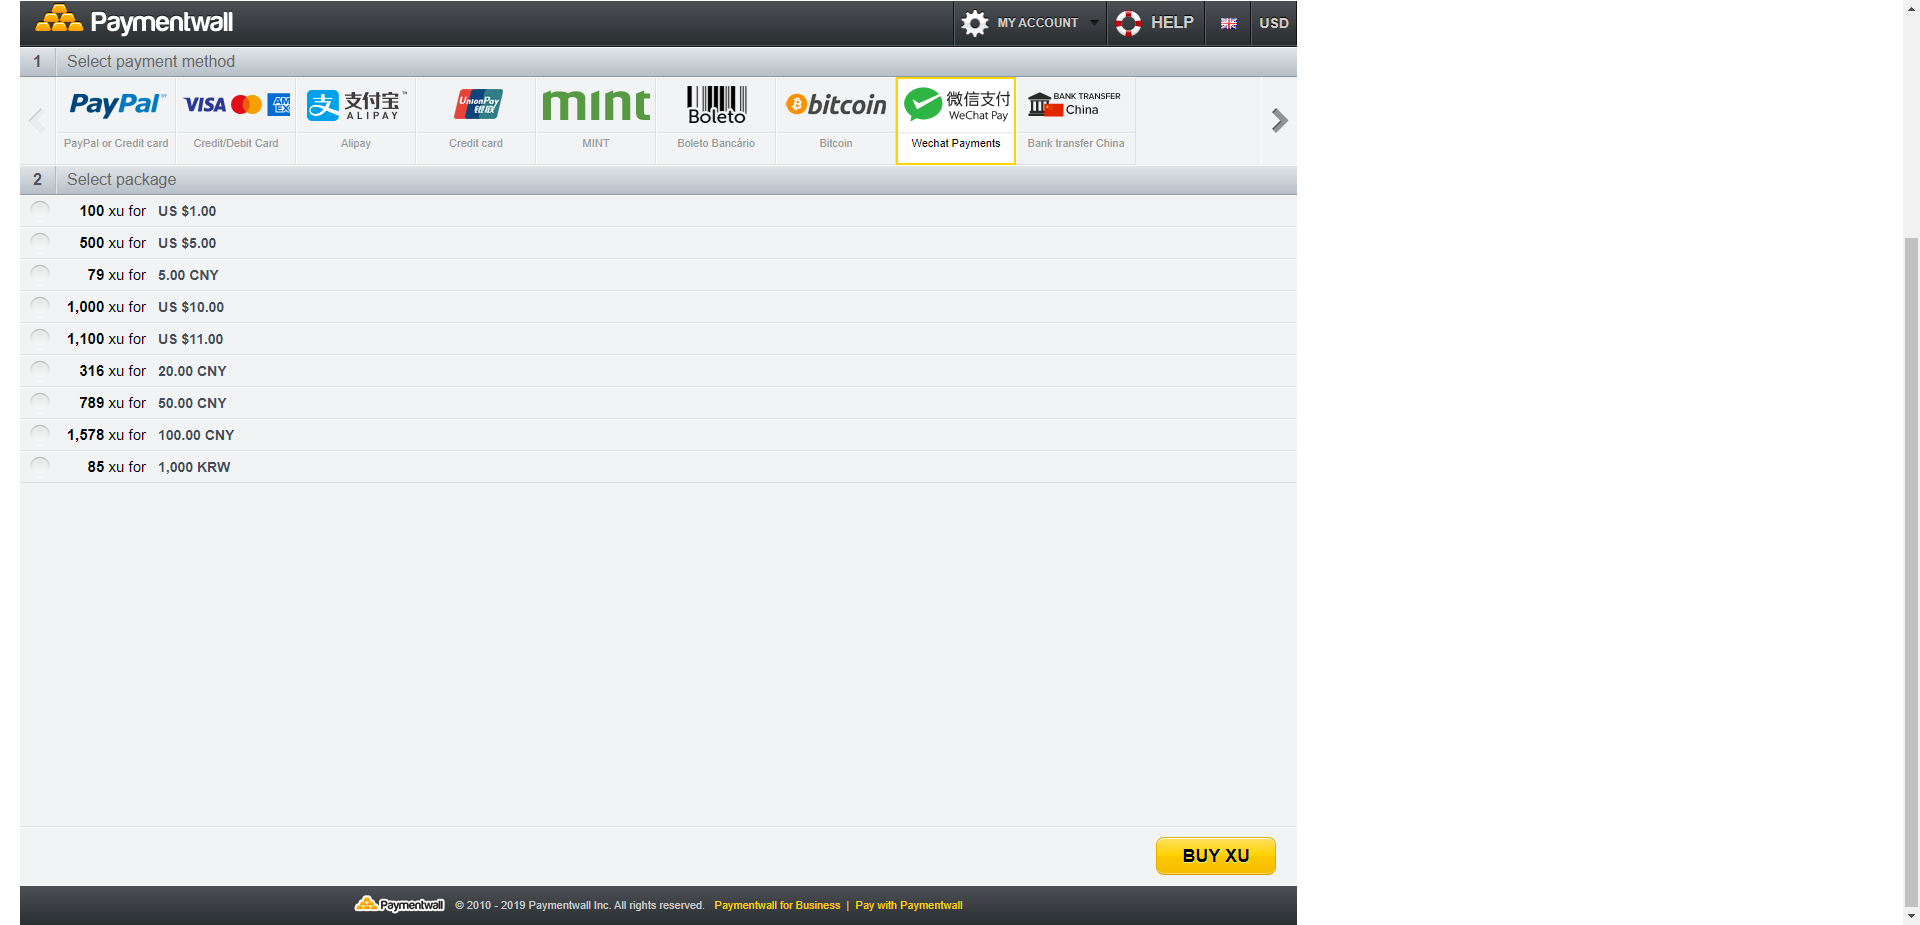 Paymentwall
MY ACCOUNT
HELP
USD
1 Select payment method
PayPal™
VISA
AM EX
支付宝™
ALIPAY
UnionPay
银联
mint
Boleto
bitcoin
微信支付
WeChat Pay
BANK TRANSFER
China
PayPal or Credit card
Credit/Debit Card
Alipay
Credit card
MINT
Boleto Bancário
Bitcoin
Wechat Payments
Bank transfer China
2 Select package
100 xu for US $1.00
500 xu for US $5.00
79 xu for 5.00 CNY
1,000 xu for US $10.00
1,100 xu for US $11.00
316 xu for 20.00 CNY
789 xu for 50.00 CNY
1,578 xu for 100.00 CNY
85 xu for 1,000 KRW
BUY XU
Paymentwall © 2010 - 2019 Paymentwall Inc. All rights reserved. Paymentwall for Business | Pay with Paymentwall